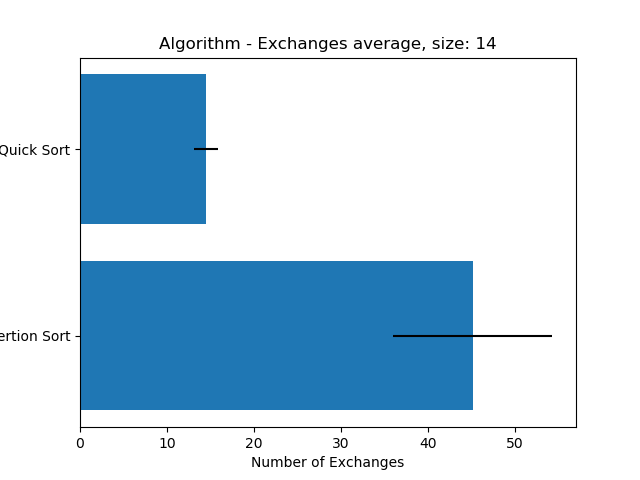 Algorithm - Exchanges average, size: 14
Quick Sort
ertion Sort
0 10 20 30 40 50
Number of Exchanges